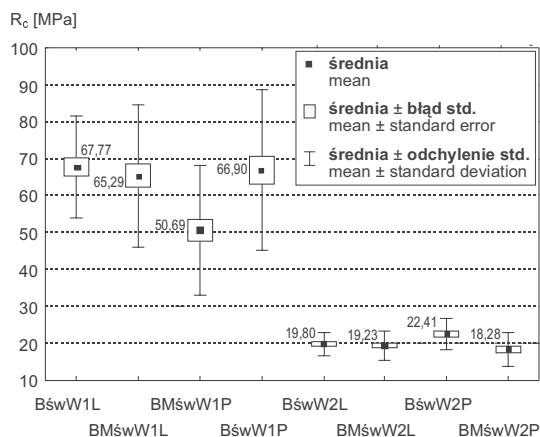 R_c [MPa]
100
90
80
70
60
50
40
30
20
10
średnia
mean
średnia ± błąd std.
mean ± standard error
średnia ± odchylenie std.
mean ± standard deviation
67,77
65,29
50,69
66,90
19,80
19,23
22,41
18,28
BśwW1L
BMśwW1L
BMśwW1P
BśwW1P
BśwW2L
BMśwW2L
BśwW2P
BMśwW2P